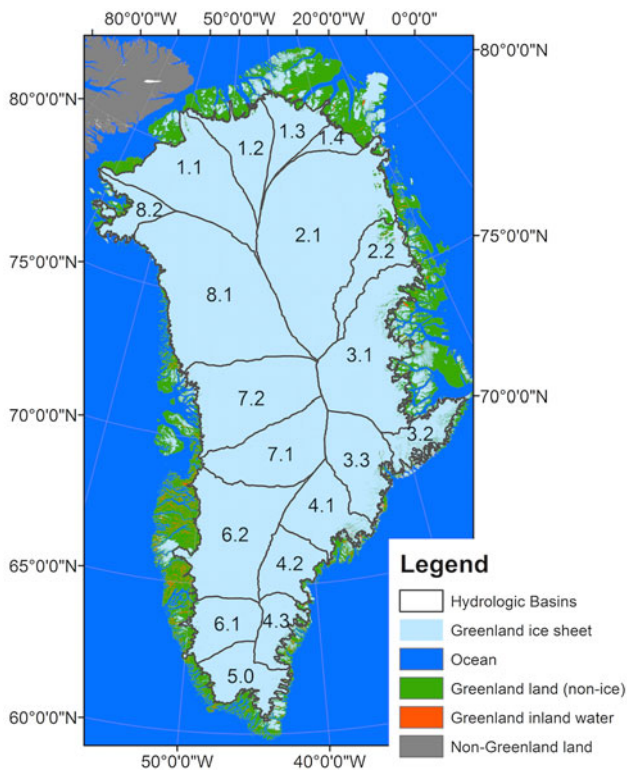 80°0'0"W 50°0'0"W 20°0'0"W 0°0'0"
80°0'0"N
80°0'0"N
1.3
1.4
1.2
1.1
8.2
2.1
2.2
75°0'0"N
75°0'0"N
8.1
3.1
7.2
70°0'0"N
70°0'0"N
3.2
7.1
3.3
4.1
6.2
4.2
65°0'0"N
6.1
4.3
5.0
60°0'0"N
50°0'0"W 40°0'0"W
Legend
Hydrologic Basins
Greenland ice sheet
Ocean
Greenland land (non-ice)
Greenland inland water
Non-Greenland land